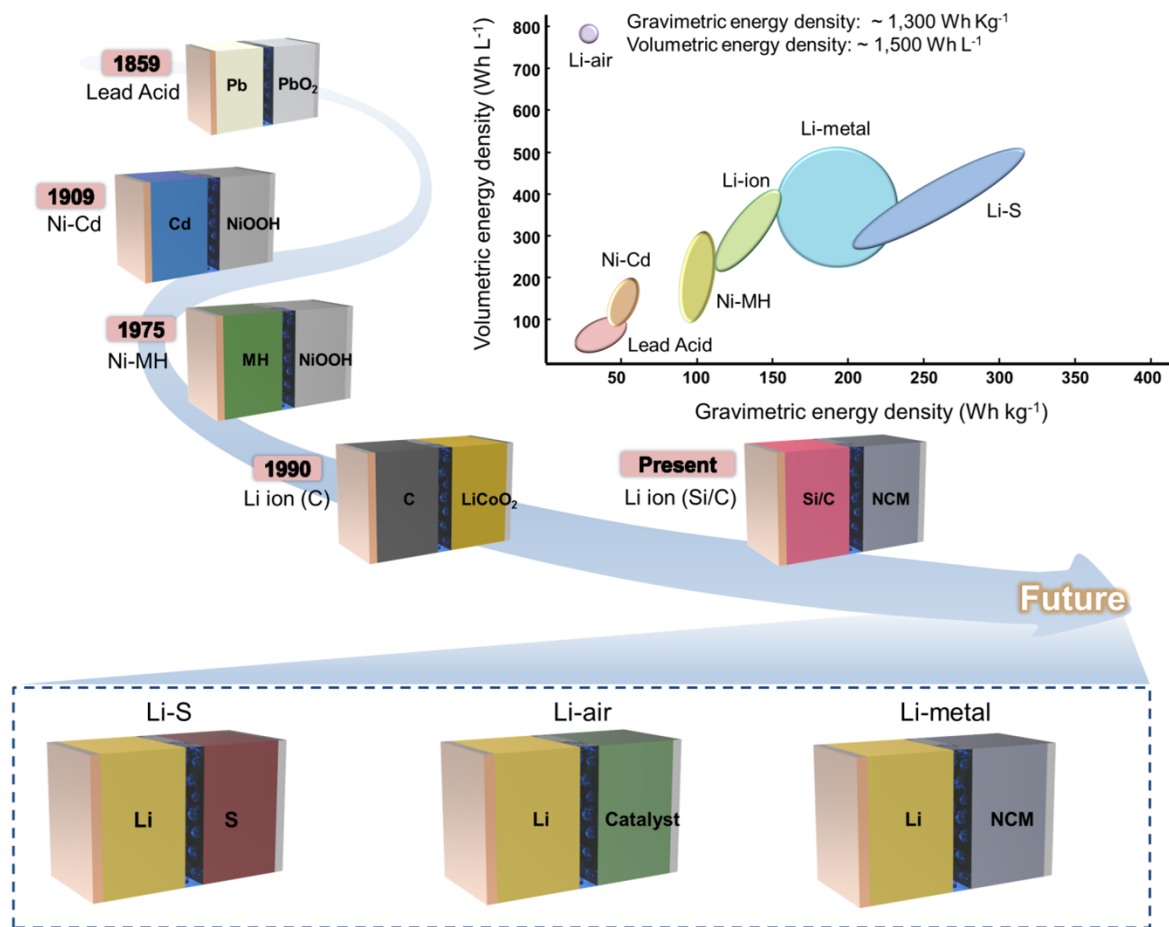 1859
Lead Acid
Pb
PbO₂
1909
Ni-Cd
Cd
NiOOH
1975
Ni-MH
MH
NiOOH
1990
Li ion (C)
C
LiCoO₂
Present
Li ion (Si/C)
Si/C
NCM
Future
Volumetric energy density (Wh L⁻¹)
800
700
600
500
400
300
200
100
Gravimetric energy density: ~ 1,300 Wh Kg⁻¹
Volumetric energy density: ~ 1,500 Wh L⁻¹
Li-air
Li-metal
Li-ion
Li-S
Ni-Cd
Ni-MH
Lead Acid
50 100 150 200 250 300 350 400
Gravimetric energy density (Wh kg⁻¹)
Li-S
Li
S
Li-air
Li
Catalyst
Li-metal
Li
NCM